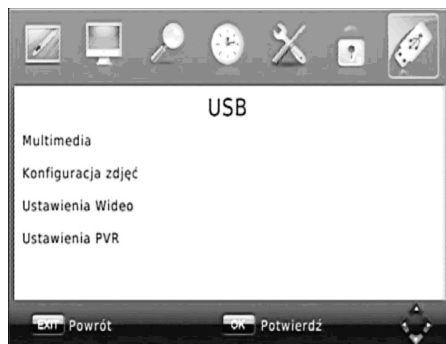 USB
Multimedia
Konfiguracja zdjęć
Ustawienia Wideo
Ustawienia PVR
EXIT Powrót OK Potwierdź